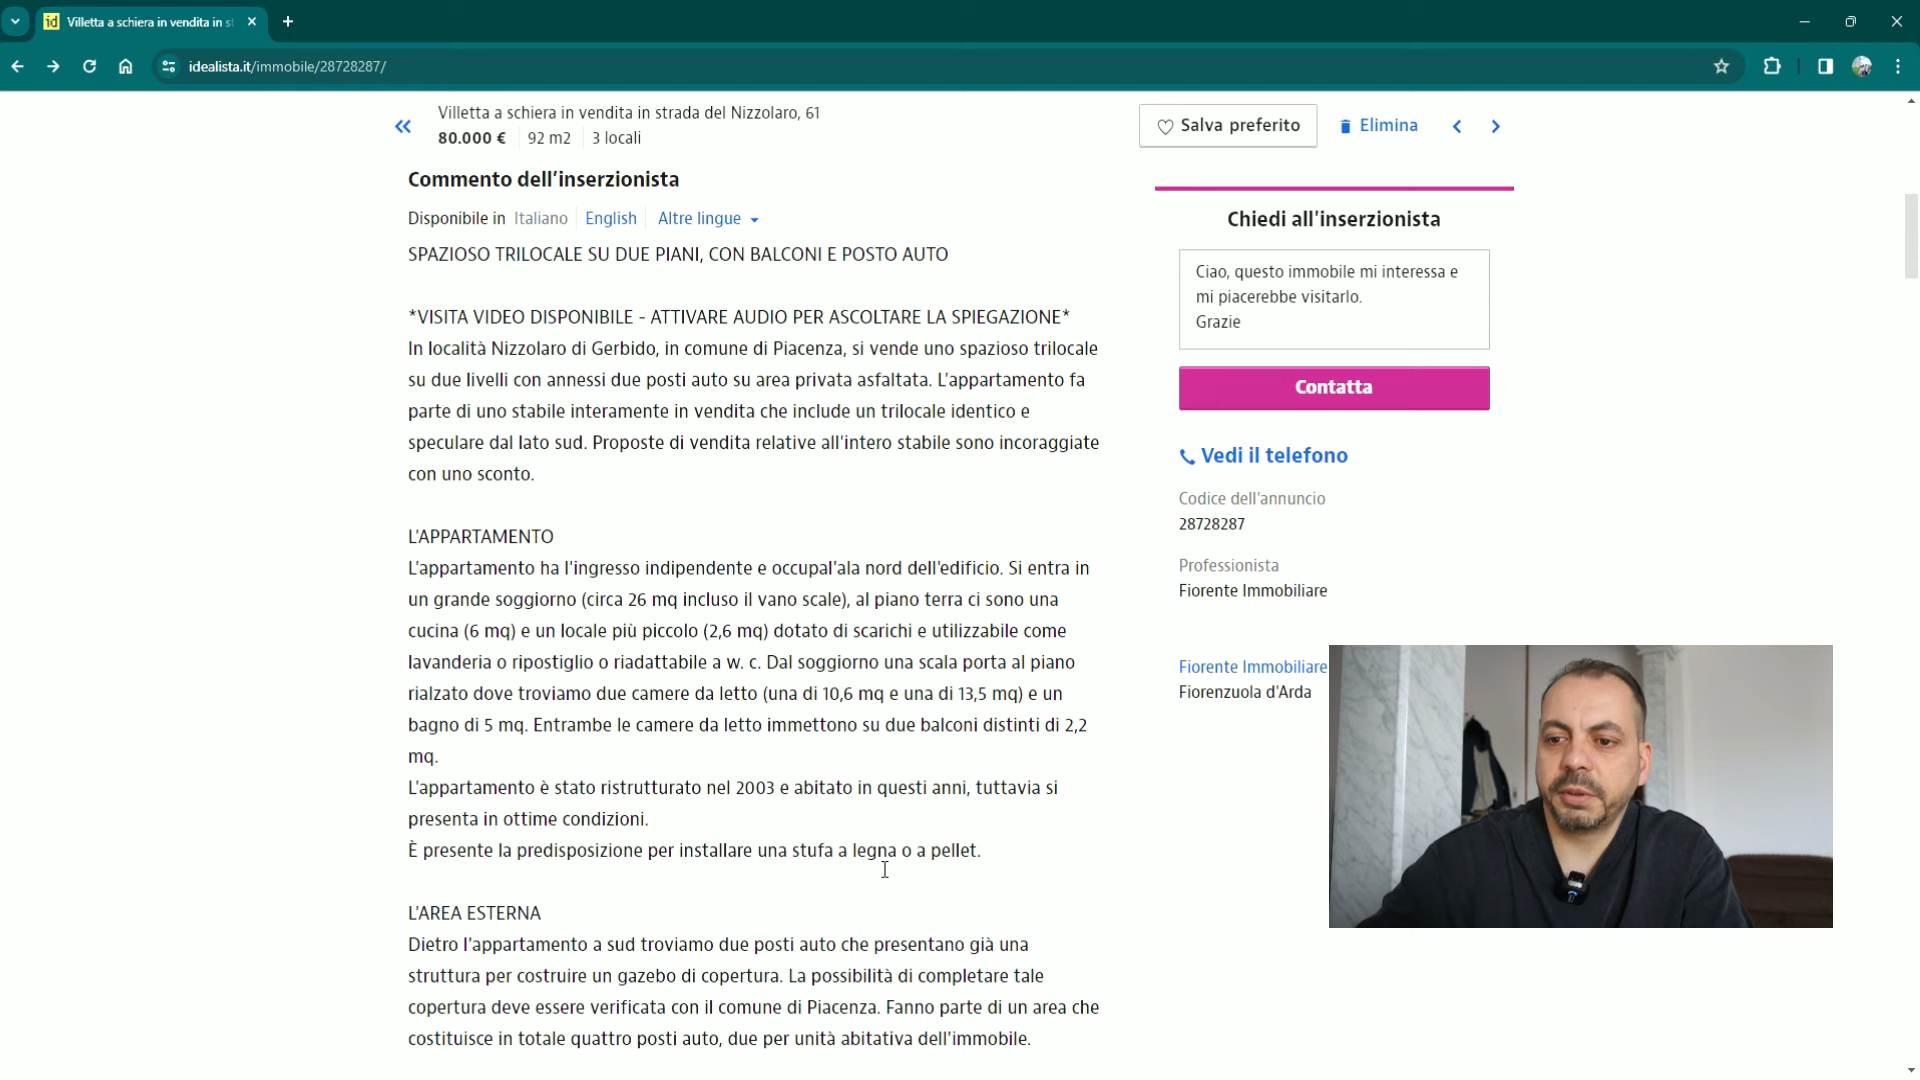 Villetta a schiera in vendita in st
idealista.it/immobile/28728287/
Villetta a schiera in vendita in strada del Nizzolaro, 61
80.000 € 92 m2 3 locali
Salva preferito
Elimina
Commento dell'inserzionista
Disponibile in Italiano English Altre lingue
SPAZIOSO TRILOCALE SU DUE PIANI, CON BALCONI E POSTO AUTO
*VISITA VIDEO DISPONIBILE - ATTIVARE AUDIO PER ASCOLTARE LA SPIEGAZIONE*
In località Nizzolaro di Gerbido, in comune di Piacenza, si vende uno spazioso trilocale
su due livelli con annessi due posti auto su area privata asfaltata. L'appartamento fa
parte di uno stabile interamente in vendita che include un trilocale identico e
speculare dal lato sud. Proposte di vendita relative all'intero stabile sono incoraggiate
con uno sconto.
L'APPARTAMENTO
L'appartamento ha l'ingresso indipendente e occupal'ala nord dell'edificio. Si entra in
un grande soggiorno (circa 26 mq incluso il vano scale), al piano terra ci sono una
cucina (6 mq) e un locale più piccolo (2,6 mq) dotato di scarichi e utilizzabile come
lavanderia o ripostiglio o riadattabile a w. c. Dal soggiorno una scala porta al piano
rialzato dove troviamo due camere da letto (una di 10,6 mq e una di 13,5 mq) e un
bagno di 5 mq. Entrambe le camere da letto immettono su due balconi distinti di 2,2
mq.
L'appartamento è stato ristrutturato nel 2003 e abitato in questi anni, tuttavia si
presenta in ottime condizioni.
È presente la predisposizione per installare una stufa a legna o a pellet.
L'AREA ESTERNA
Dietro l'appartamento a sud troviamo due posti auto che presentano già una
struttura per costruire un gazebo di copertura. La possibilità di completare tale
copertura deve essere verificata con il comune di Piacenza. Fanno parte di un area che
costituisce in totale quattro posti auto, due per unità abitativa dell'immobile.
Chiedi all'inserzionista
Ciao, questo immobile mi interessa e
mi piacerebbe visitarlo.
Grazie
Contatta
Vedi il telefono
Codice dell'annuncio
28728287
Professionista
Fiorente Immobiliare
Fiorente Immobiliare
Fiorenzuola d'Arda